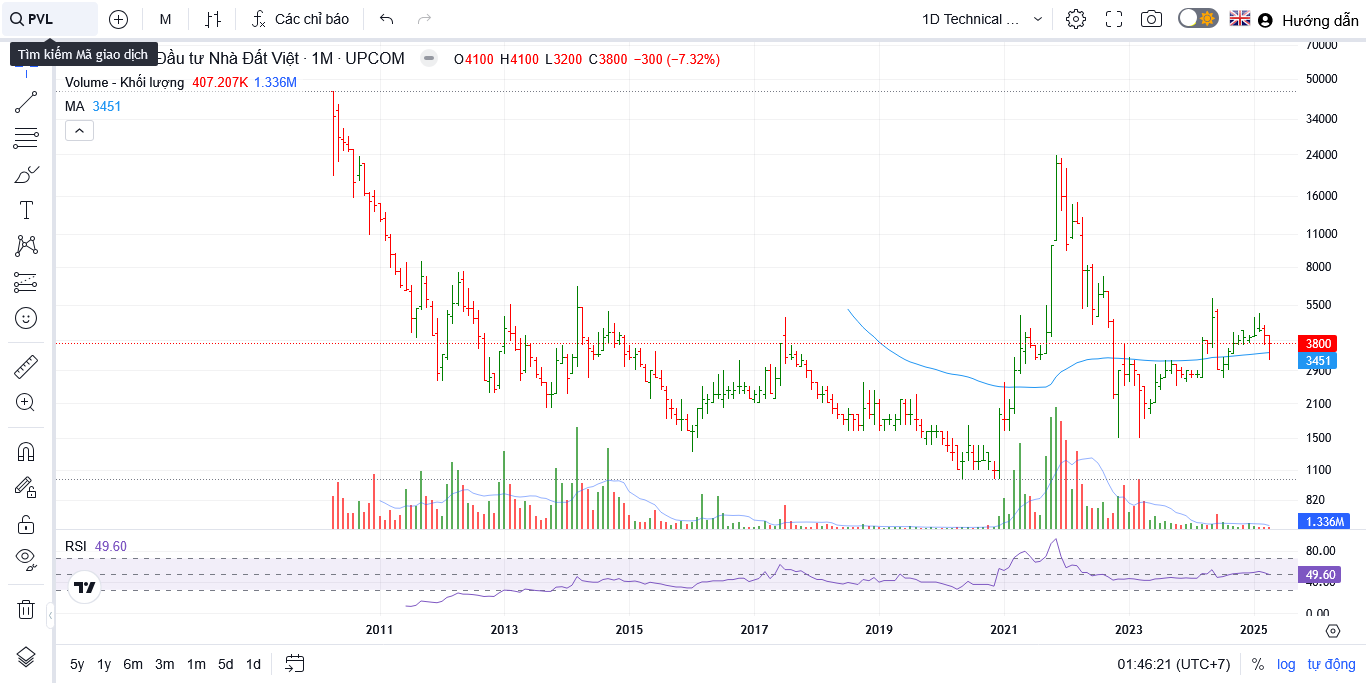 PVL M Các chỉ báo 1D Technical ... Hướng dẫn
Tìm kiếm Mã giao dịch
Đầu tư Nhà Đất Việt · 1M · UPCOM O4100 H4100 L3200 C3800 −300 (−7.32%)
Volume - Khối lượng 407.207K 1.336M
MA 3451
70000
50000
34000
24000
16000
11000
8000
5500
3800
3451
2900
2100
1500
1100
820
1.336M
RSI 49.60
80.00
49.60
40.00
0.00
2011 2013 2015 2017 2019 2021 2023 2025
5y 1y 6m 3m 1m 5d 1d 01:46:21 (UTC+7) % log tự động